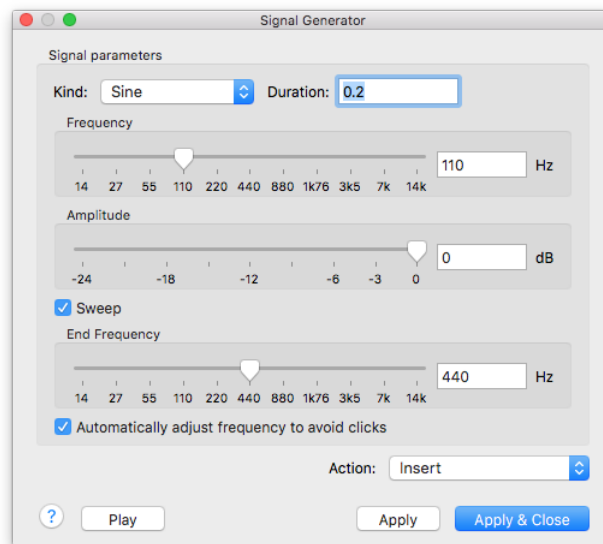 Signal Generator
Signal parameters
Kind: Sine Duration: 0.2
Frequency
14 27 55 110 220 440 880 1k76 3k5 7k 14k
110 Hz
Amplitude
-24 -18 -12 -6 -3 0
0 dB
Sweep
End Frequency
14 27 55 110 220 440 880 1k76 3k5 7k 14k
440 Hz
Automatically adjust frequency to avoid clicks
Action: Insert
? Play Apply Apply & Close